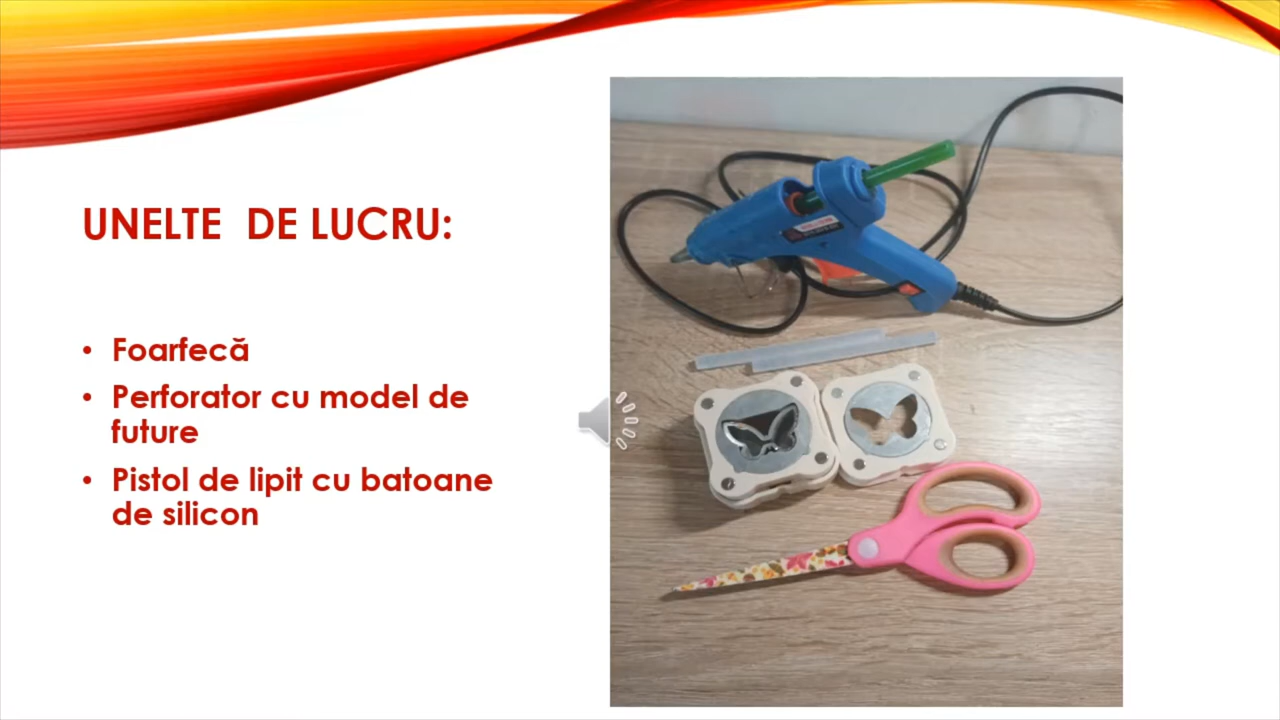 UNELTE DE LUCRU:
• Foarfecă
• Perforator cu model de
future
• Pistol de lipit cu batoane
de silicon